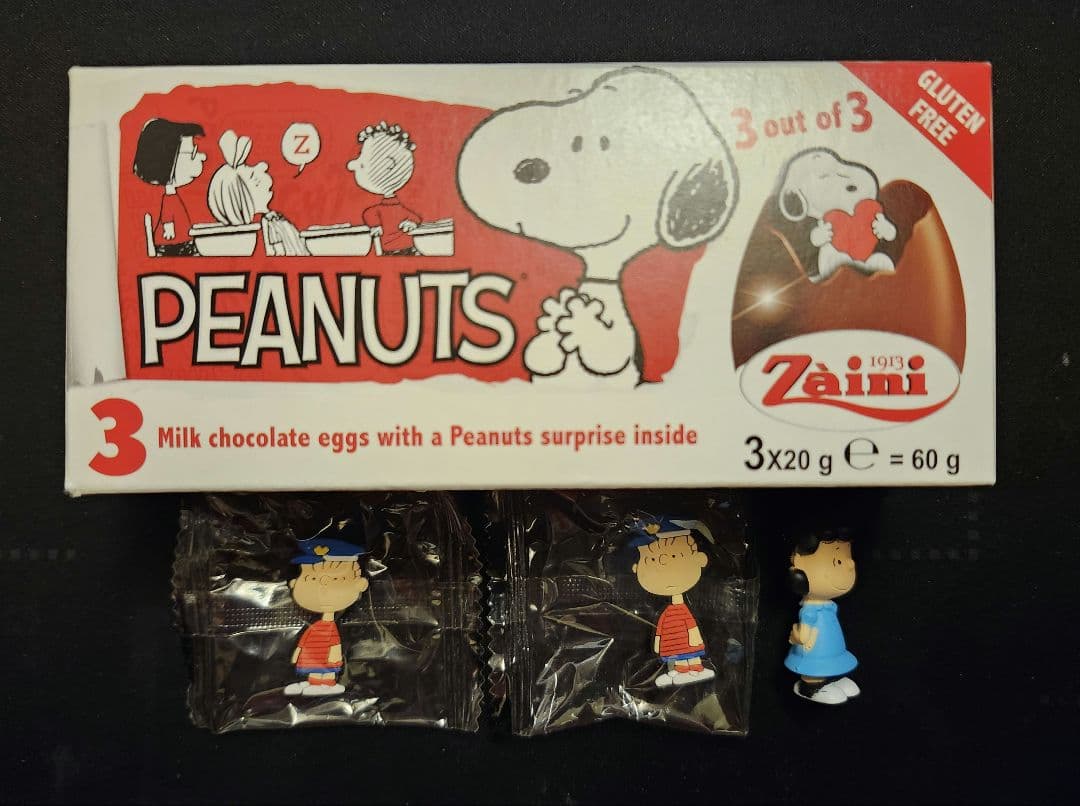 GLUTEN
FREE
3 out of 3
Z
PEANUTS
1913
Zàini
3 Milk chocolate eggs with a Peanuts surprise inside
3x20 g e = 60 g